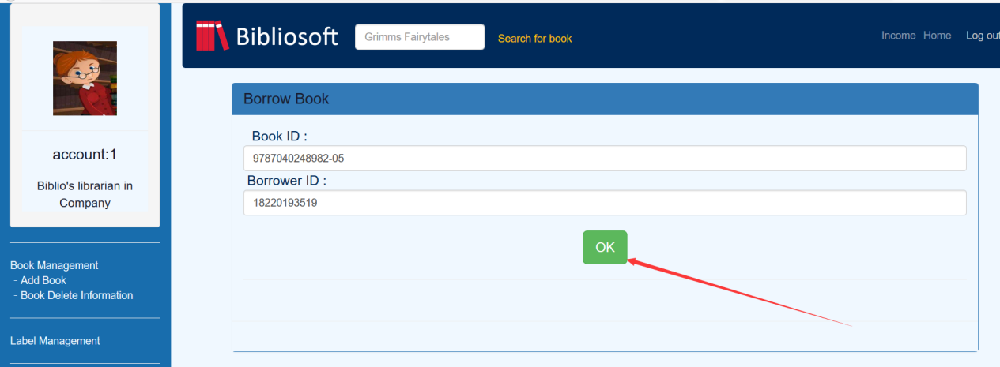 account:1
Biblio's librarian in
Company
Book Management
- Add Book
- Book Delete Information
Label Management
Bibliosoft
Grimms Fairytales
Search for book
Income Home Log out
Borrow Book
Book ID :
9787040248982-05
Borrower ID :
18220193519
OK